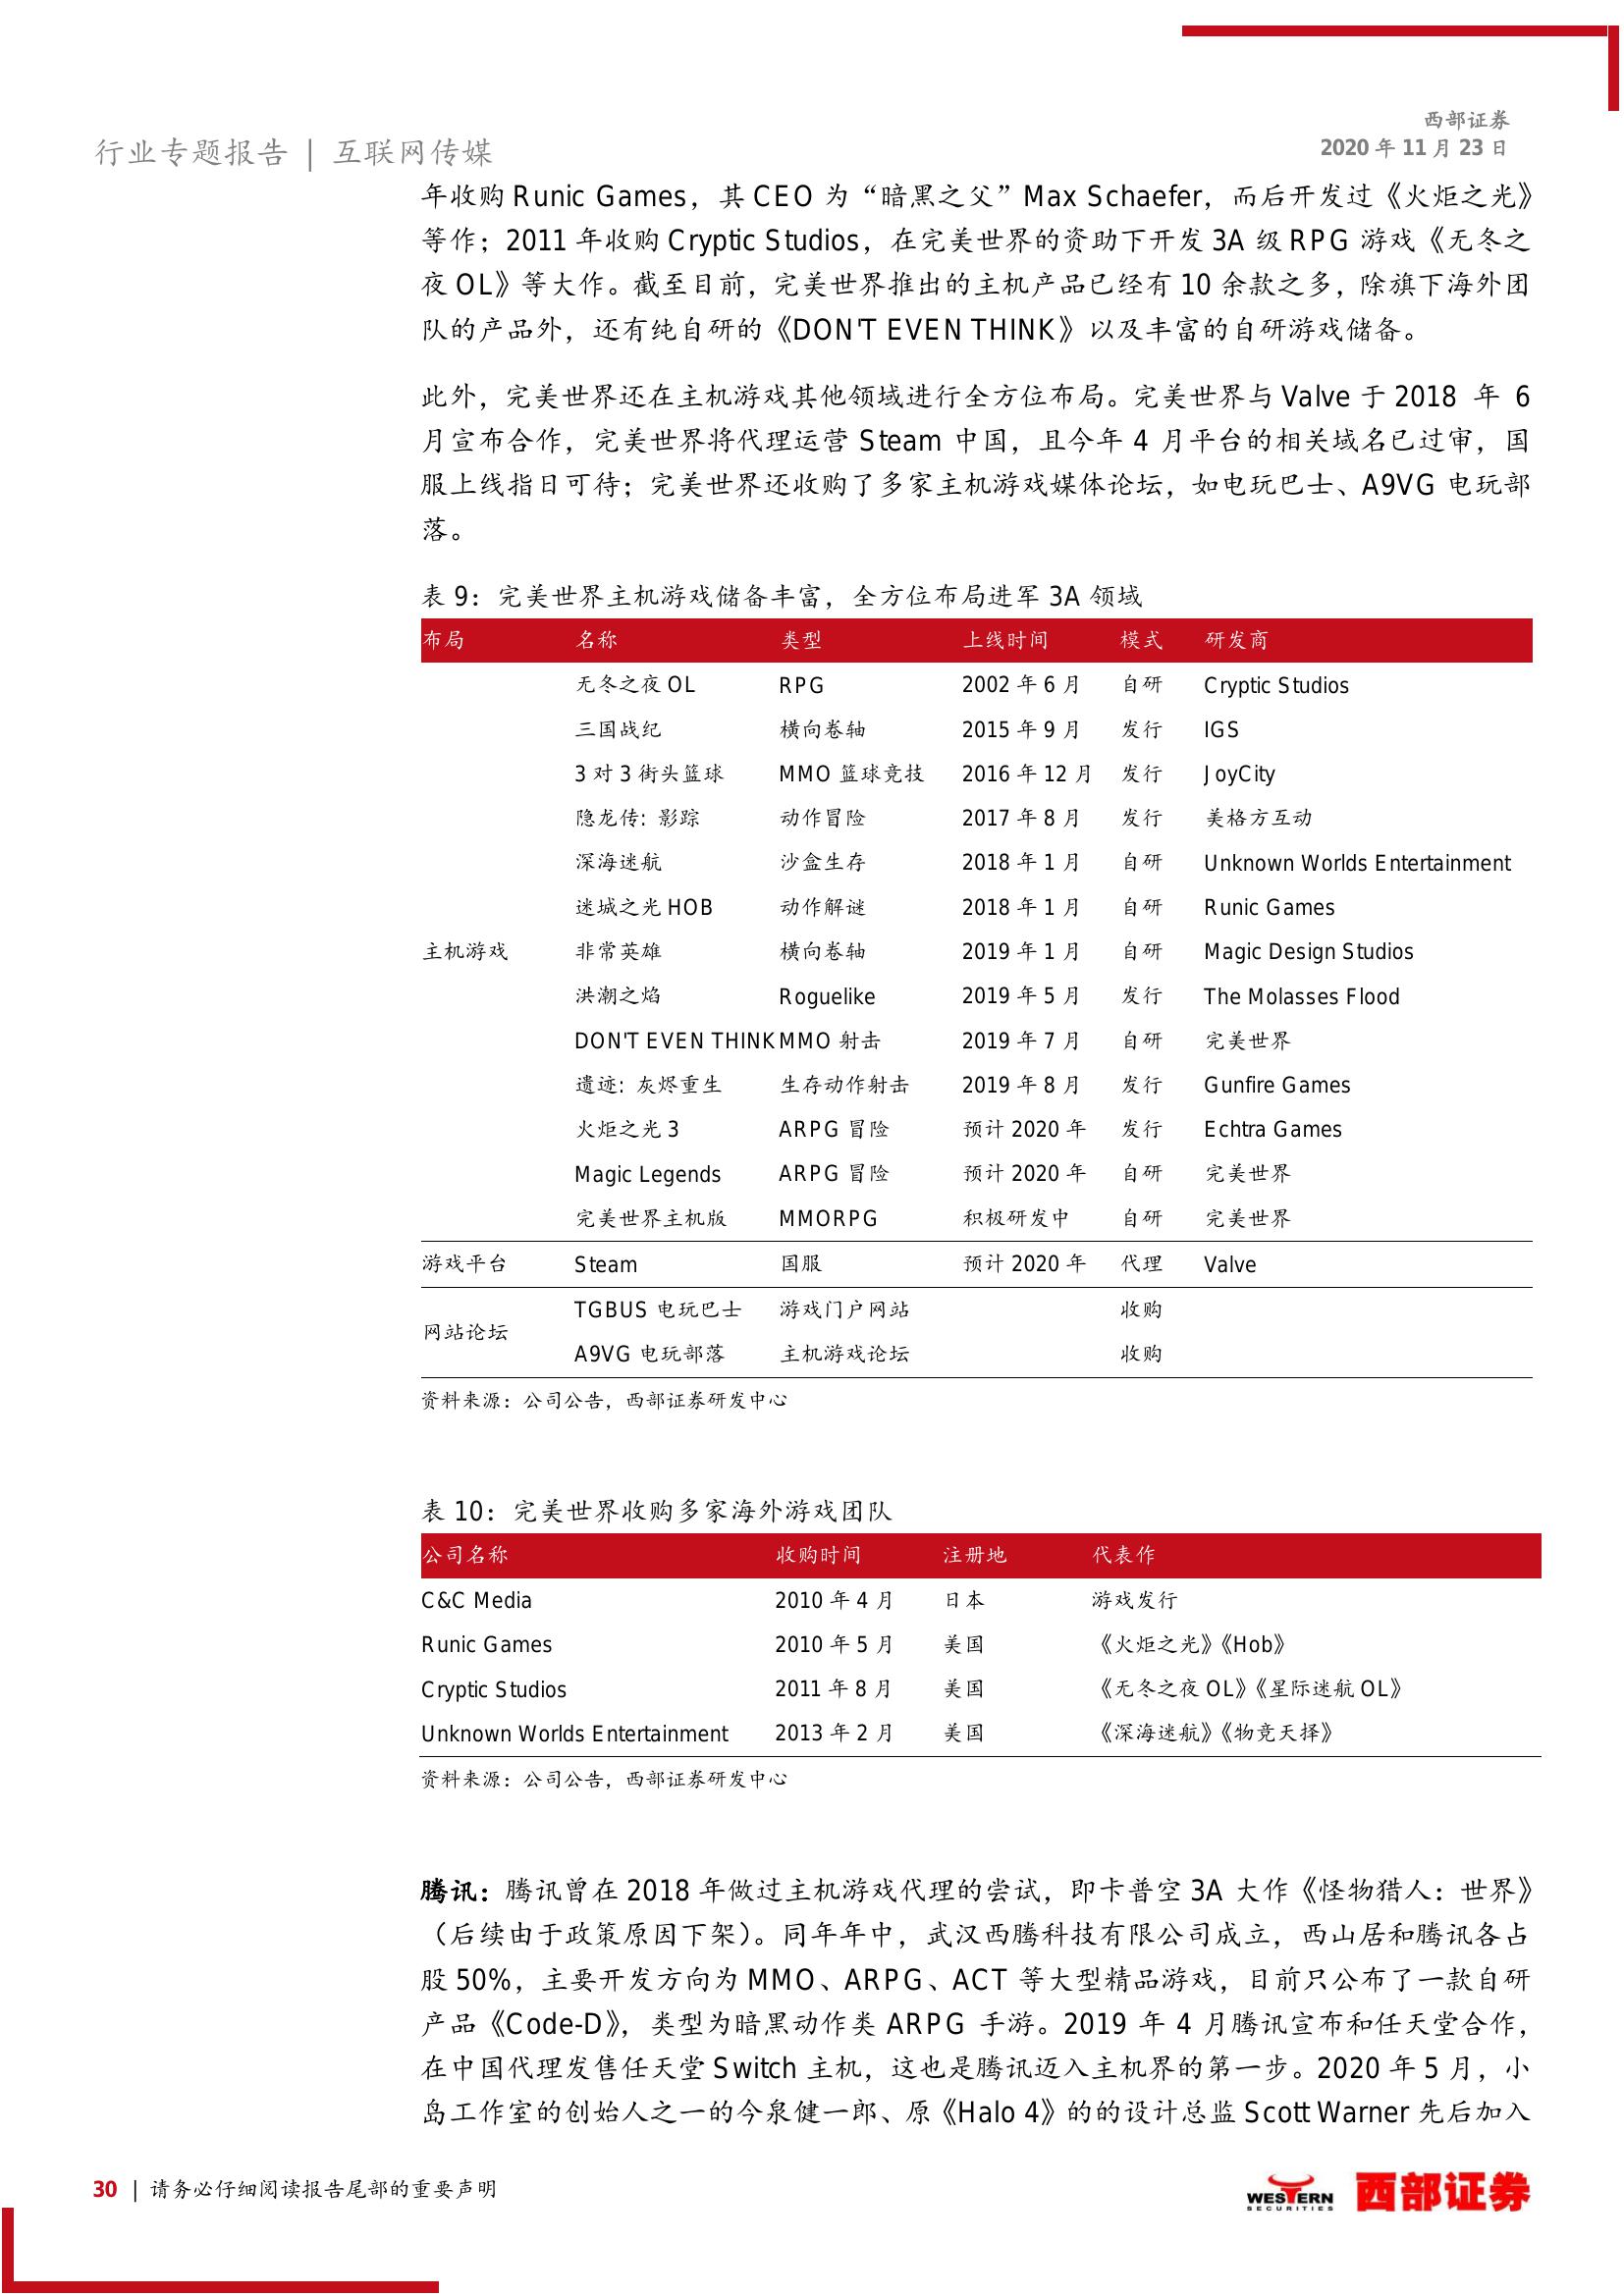 西部证券
行业专题报告 | 互联网传媒
2020 年 11 月 23 日
年收购 Runic Games，其 CEO 为“暗黑之父”Max Schaefer，而后开发过《火炬之光》
等作；2011 年收购 Cryptic Studios，在完美世界的资助下开发 3A 级 RPG 游戏《无冬之
夜 OL》等大作。截至目前，完美世界推出的主机产品已经有 10 余款之多，除旗下海外团
队的产品外，还有纯自研的《DON'T EVEN THINK》以及丰富的自研游戏储备。
此外，完美世界还在主机游戏其他领域进行全方位布局。完美世界与 Valve 于 2018 年 6
月宣布合作，完美世界将代理运营 Steam 中国，且今年 4 月平台的相关域名已过审，国
服上线指日可待；完美世界还收购了多家主机游戏媒体论坛，如电玩巴士、A9VG 电玩部
落。
表 9：完美世界主机游戏储备丰富，全方位布局进军 3A 领域
布局 名称 类型 上线时间 模式 研发商
无冬之夜 OL RPG 2002 年 6 月 自研 Cryptic Studios
三国战纪 横向卷轴 2015 年 9 月 发行 IGS
3 对 3 街头篮球 MMO 篮球竞技 2016 年 12 月 发行 JoyCity
隐龙传：影踪 动作冒险 2017 年 8 月 发行 美格方互动
深海迷航 沙盒生存 2018 年 1 月 自研 Unknown Worlds Entertainment
迷城之光 HOB 动作解谜 2018 年 1 月 自研 Runic Games
主机游戏 非常英雄 横向卷轴 2019 年 1 月 自研 Magic Design Studios
洪潮之焰 Roguelike 2019 年 5 月 发行 The Molasses Flood
DON'T EVEN THINK MMO 射击 2019 年 7 月 自研 完美世界
遗迹：灰烬重生 生存动作射击 2019 年 8 月 发行 Gunfire Games
火炬之光 3 ARPG 冒险 预计 2020 年 发行 Echtra Games
Magic Legends ARPG 冒险 预计 2020 年 自研 完美世界
完美世界主机版 MMORPG 积极研发中 自研 完美世界
游戏平台 Steam 国服 预计 2020 年 代理 Valve
TGBUS 电玩巴士 游戏门户网站 收购
网站论坛
A9VG 电玩部落 主机游戏论坛 收购
资料来源：公司公告，西部证券研发中心
表 10：完美世界收购多家海外游戏团队
公司名称 收购时间 注册地 代表作
C&C Media 2010 年 4 月 日本 游戏发行
Runic Games 2010 年 5 月 美国 《火炬之光》《Hob》
Cryptic Studios 2011 年 8 月 美国 《无冬之夜 OL》《星际迷航 OL》
Unknown Worlds Entertainment 2013 年 2 月 美国 《深海迷航》《物竞天择》
资料来源：公司公告，西部证券研发中心
腾讯：腾讯曾在 2018 年做过主机游戏代理的尝试，即卡普空 3A 大作《怪物猎人：世界》
（后续由于政策原因下架）。同年年中，武汉西腾科技有限公司成立，西山居和腾讯各占
股 50%，主要开发方向为 MMO、ARPG、ACT 等大型精品游戏，目前只公布了一款自研
产品《Code-D》，类型为暗黑动作类 ARPG 手游。2019 年 4 月腾讯宣布和任天堂合作，
在中国代理发售任天堂 Switch 主机，这也是腾讯迈入主机界的第一步。2020 年 5 月，小
岛工作室的创始人之一的今泉健一郎、原《Halo 4》的的设计总监 Scott Warner 先后加入
30 | 请务必仔细阅读报告尾部的重要声明
WESTERN
SECURITIES
西部证券